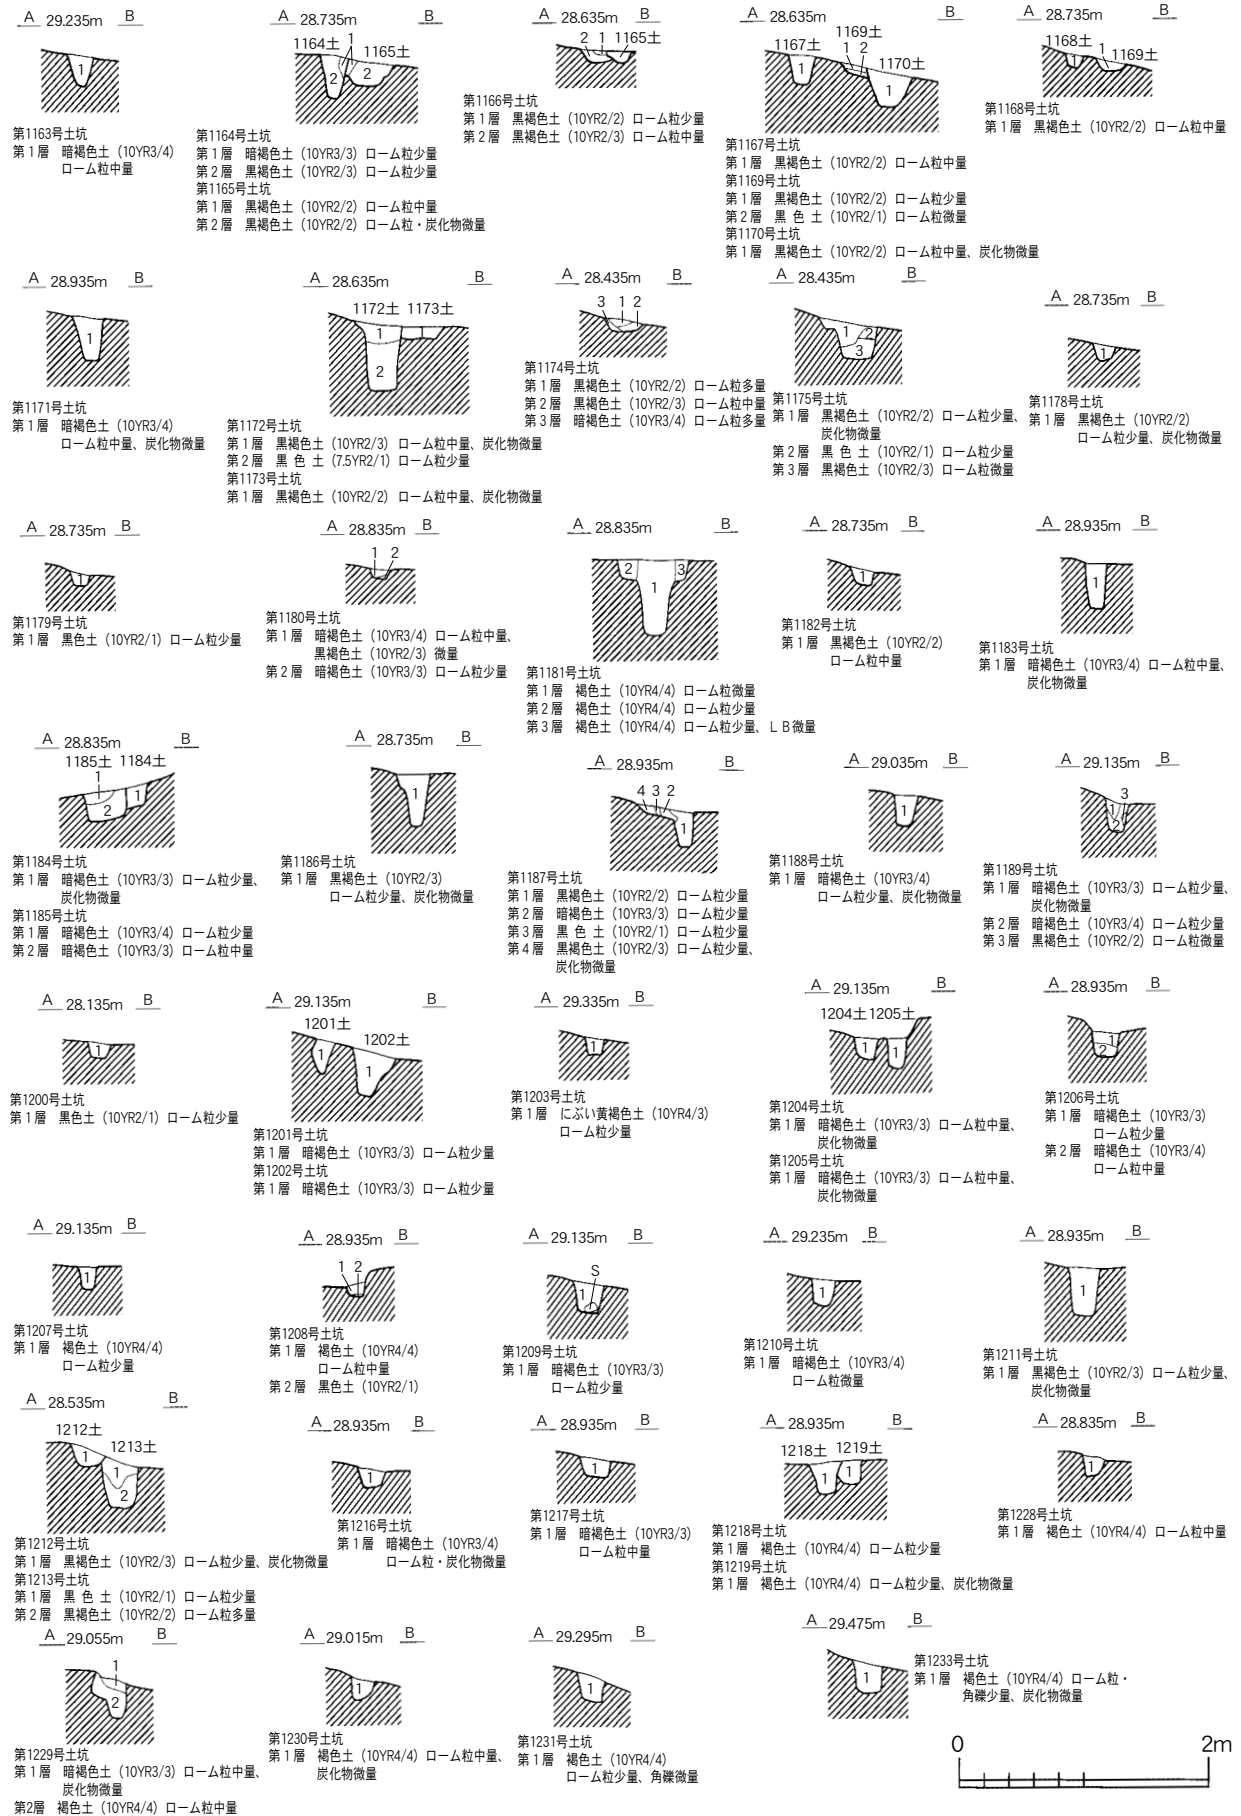 A 29.235m B
1
第1163号土坑
第1層 暗褐色土（10YR3/4）
ローム粒中量
A 28.735m B
1164土 1 1165土
2 2
第1164号土坑
第1層 暗褐色土（10YR3/3）ローム粒少量
第2層 黒褐色土（10YR2/3）ローム粒少量
第1165号土坑
第1層 黒褐色土（10YR2/2）ローム粒中量
第2層 黒褐色土（10YR2/2）ローム粒・炭化物微量
A 28.635m B
2 1 1165土
第1166号土坑
第1層 黒褐色土（10YR2/2）ローム粒少量
第2層 黒褐色土（10YR2/3）ローム粒中量
A 28.635m B
1167土 1169土 1170土
1 1 2 1
第1167号土坑
第1層 黒褐色土（10YR2/2）ローム粒中量
第1169号土坑
第1層 黒褐色土（10YR2/2）ローム粒少量
第2層 黒 色 土（10YR2/1）ローム粒微量
第1170号土坑
第1層 黒褐色土（10YR2/2）ローム粒中量、炭化物微量
A 28.735m B
1168土 1 1169土
1
第1168号土坑
第1層 黒褐色土（10YR2/2）ローム粒中量
A 28.935m B
1
第1171号土坑
第1層 暗褐色土（10YR3/4）
ローム粒中量、炭化物微量
A 28.635m B
1172土 1173土
1 1
2
第1172号土坑
第1層 黒褐色土（10YR2/3）ローム粒中量、炭化物微量
第2層 黒 色 土（7.5YR2/1）ローム粒少量
第1173号土坑
第1層 黒褐色土（10YR2/2）ローム粒中量、炭化物微量
A 28.435m B
3 1 2
第1174号土坑
第1層 黒褐色土（10YR2/2）ローム粒多量
第2層 黒褐色土（10YR2/3）ローム粒中量
第3層 暗褐色土（10YR3/4）ローム粒多量
A 28.435m B
1 2
3
第1175号土坑
第1層 黒褐色土（10YR2/2）ローム粒少量、
炭化物微量
第2層 黒 色 土（10YR2/1）ローム粒少量
第3層 黒褐色土（10YR2/3）ローム粒微量
A 28.735m B
1
第1178号土坑
第1層 黒褐色土（10YR2/2）
ローム粒少量、炭化物微量
A 28.735m B
1
第1179号土坑
第1層 黒色土（10YR2/1）ローム粒少量
A 28.835m B
1 2
第1180号土坑
第1層 暗褐色土（10YR3/4）ローム粒中量、
黒褐色土（10YR2/3）微量
第2層 暗褐色土（10YR3/3）ローム粒少量
A 28.835m B
2 1 3
第1181号土坑
第1層 褐色土（10YR4/4）ローム粒微量
第2層 褐色土（10YR4/4）ローム粒少量
第3層 褐色土（10YR4/4）ローム粒少量、ＬＢ微量
A 28.735m B
1
第1182号土坑
第1層 黒褐色土（10YR2/2）
ローム粒中量
A 28.935m B
1
第1183号土坑
第1層 暗褐色土（10YR3/4）ローム粒中量、
炭化物微量
A 28.835m B
1185土 1184土
1
2 1
第1184号土坑
第1層 暗褐色土（10YR3/3）ローム粒少量、
炭化物微量
第1185号土坑
第1層 暗褐色土（10YR3/4）ローム粒少量
第2層 暗褐色土（10YR3/3）ローム粒中量
A 28.735m B
1
第1186号土坑
第1層 黒褐色土（10YR2/3）
ローム粒少量、炭化物微量
A 28.935m B
4 3 2
1
第1187号土坑
第1層 黒褐色土（10YR2/2）ローム粒少量
第2層 暗褐色土（10YR3/3）ローム粒少量
第3層 黒 色 土（10YR2/1）ローム粒少量
第4層 黒褐色土（10YR2/3）ローム粒少量、
炭化物微量
A 29.035m B
1
第1188号土坑
第1層 暗褐色土（10YR3/4）
ローム粒少量、炭化物微量
A 29.135m B
3
1
2
第1189号土坑
第1層 暗褐色土（10YR3/3）ローム粒少量、
炭化物微量
第2層 暗褐色土（10YR3/4）ローム粒少量
第3層 黒褐色土（10YR2/2）ローム粒微量
A 28.135m B
1
第1200号土坑
第1層 黒色土（10YR2/1）ローム粒少量
A 29.135m B
1201土 1202土
1 1
第1201号土坑
第1層 暗褐色土（10YR3/3）ローム粒少量
第1202号土坑
第1層 暗褐色土（10YR3/3）ローム粒少量
A 29.335m B
1
第1203号土坑
第1層 にぶい黄褐色土（10YR4/3）
ローム粒少量
A 29.135m B
1204土 1205土
1 1
第1204号土坑
第1層 暗褐色土（10YR3/3）ローム粒中量、
炭化物微量
第1205号土坑
第1層 暗褐色土（10YR3/3）ローム粒中量、
炭化物微量
A 28.935m B
1
2
第1206号土坑
第1層 暗褐色土（10YR3/3）
ローム粒少量
第2層 暗褐色土（10YR3/4）
ローム粒中量
A 29.135m B
1
第1207号土坑
第1層 褐色土（10YR4/4）
ローム粒少量
A 28.935m B
1 2
第1208号土坑
第1層 褐色土（10YR4/4）
ローム粒中量
第2層 黒色土（10YR2/1）
A 29.135m B
S
1
第1209号土坑
第1層 暗褐色土（10YR3/3）
ローム粒少量
A 29.235m B
1
第1210号土坑
第1層 暗褐色土（10YR3/4）
ローム粒微量
A 28.935m B
1
第1211号土坑
第1層 黒褐色土（10YR2/3）ローム粒少量、
炭化物微量
A 28.535m B
1212土 1213土
1 1
2
第1212号土坑
第1層 黒褐色土（10YR2/3）ローム粒少量、炭化物微量
第1213号土坑
第1層 黒 色 土（10YR2/1）ローム粒少量
第2層 黒褐色土（10YR2/2）ローム粒多量
A 28.935m B
1
第1216号土坑
第1層 暗褐色土（10YR3/4）
ローム粒・炭化物微量
A 28.935m B
1
第1217号土坑
第1層 暗褐色土（10YR3/3）
ローム粒中量
A 28.935m B
1218土 1219土
1 1
第1218号土坑
第1層 褐色土（10YR4/4）ローム粒少量
第1219号土坑
第1層 褐色土（10YR4/4）ローム粒少量、炭化物微量
A 28.835m B
1
第1228号土坑
第1層 褐色土（10YR4/4）ローム粒中量
A 29.055m B
1
2
第1229号土坑
第1層 暗褐色土（10YR3/3）ローム粒中量、
炭化物微量
第2層 褐色土（10YR4/4）ローム粒中量
A 29.015m B
1
第1230号土坑
第1層 褐色土（10YR4/4）ローム粒中量、
炭化物微量
A 29.295m B
1
第1231号土坑
第1層 褐色土（10YR4/4）
ローム粒少量、角礫微量
A 29.475m B
1
第1233号土坑
第1層 褐色土（10YR4/4）ローム粒・
角礫少量、炭化物微量
0 2m